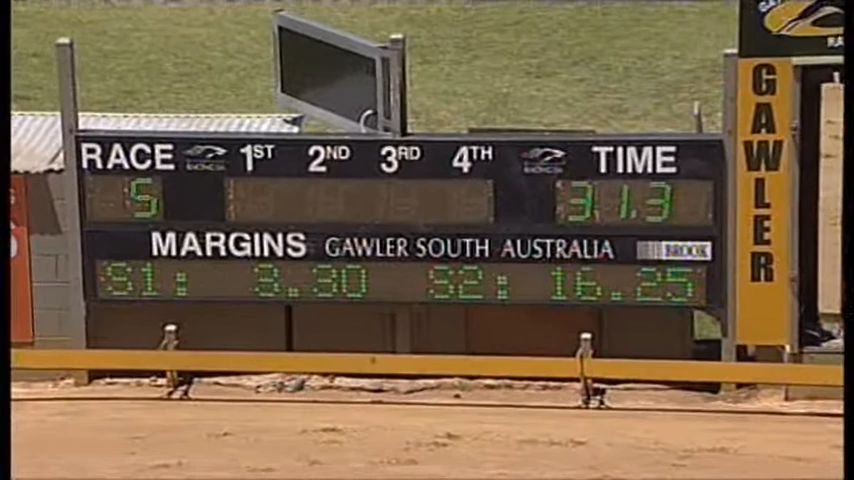 RACE 1ST 2ND 3RD 4TH TIME
5 31.3
MARGINS GAWLER SOUTH AUSTRALIA
S1: 3.30 S2: 16.25
GAWLER